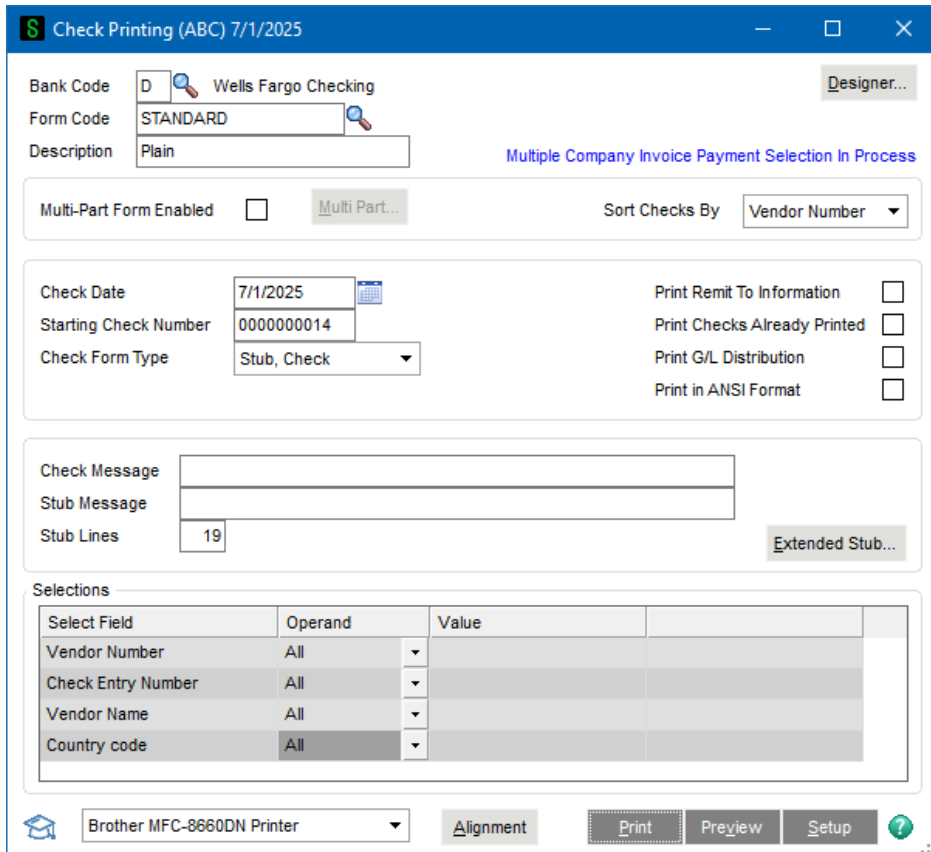 S Check Printing (ABC) 7/1/2025
Bank Code D Wells Fargo Checking Designer...
Form Code STANDARD
Description Plain Multiple Company Invoice Payment Selection In Process
Multi-Part Form Enabled Multi Part... Sort Checks By Vendor Number
Check Date 7/1/2025 Print Remit To Information
Starting Check Number 0000000014 Print Checks Already Printed
Check Form Type Stub, Check Print G/L Distribution
Print in ANSI Format
Check Message
Stub Message
Stub Lines 19 Extended Stub...
Selections
Select Field Operand Value
Vendor Number All
Check Entry Number All
Vendor Name All
Country code All
Brother MFC-8660DN Printer Alignment Print Preview Setup ?